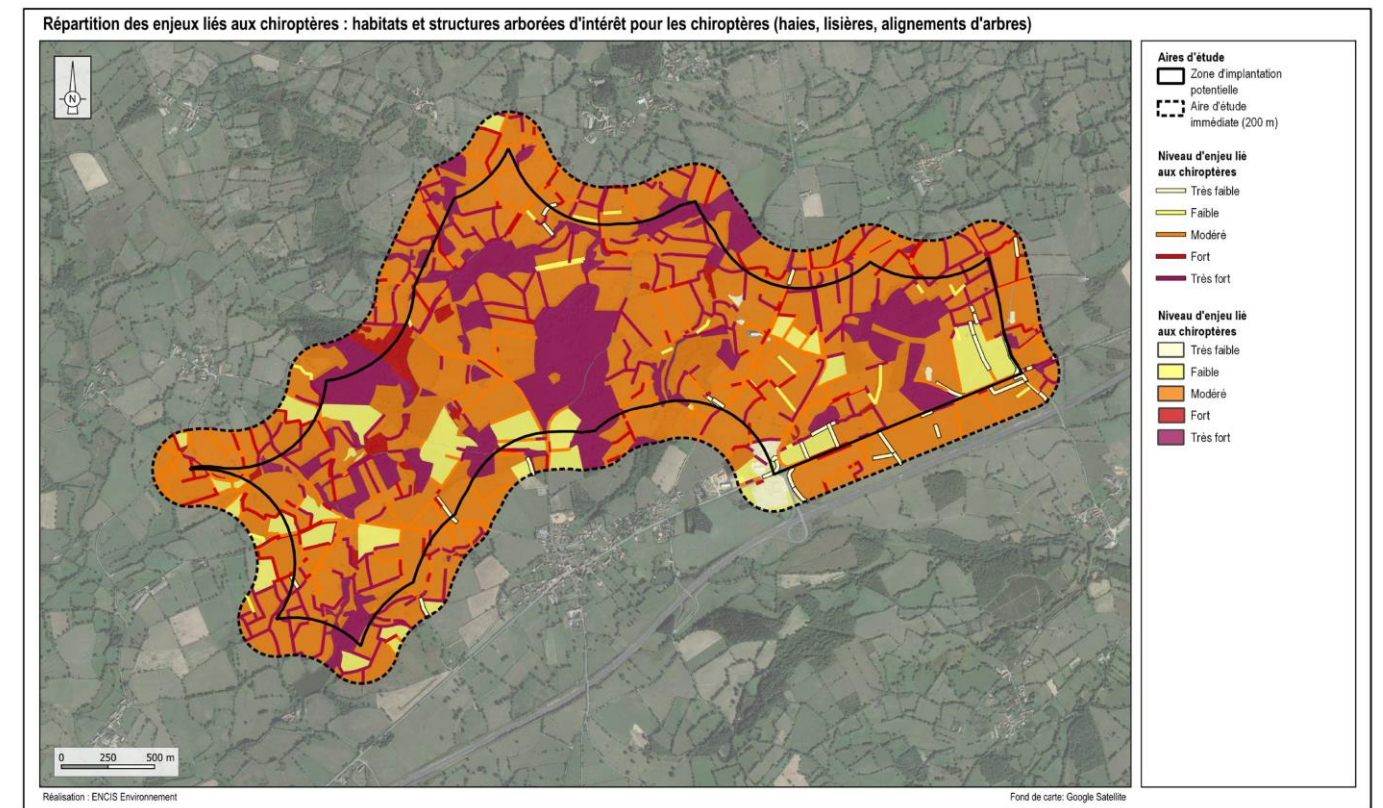 Répartition des enjeux liés aux chiroptères : habitats et structures arborées d'intérêt pour les chiroptères (haies, lisières, alignements d'arbres)
N
Aires d'étude
Zone d'implantation
potentielle
Aire d'étude
immédiate (200 m)
Niveau d'enjeu lié
aux chiroptères
Très faible
Faible
Modéré
Fort
Très fort
Niveau d'enjeu lié
aux chiroptères
Très faible
Faible
Modéré
Fort
Très fort
0 250 500 m
Réalisation : ENCIS Environnement
Fond de carte: Google Satellite